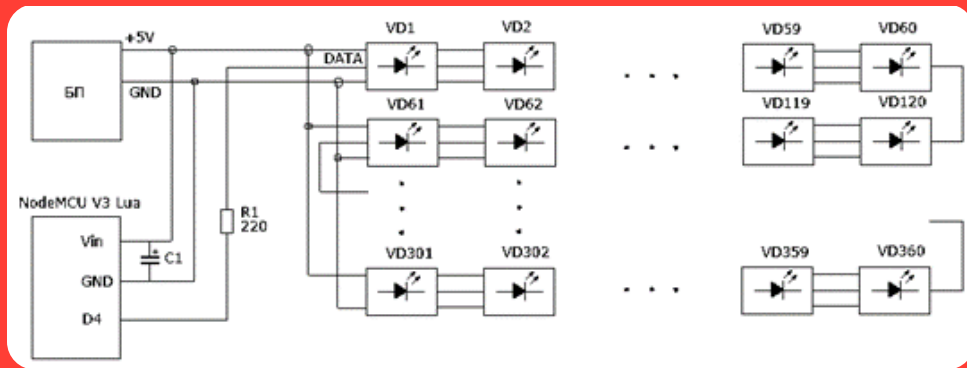 VD1
VD2
VD59
VD60
+5V
DATA
БП
GND
VD61
VD62
VD119
VD120
NodeMCU V3 Lua
R1
220
Vin
C1
GND
D4
VD301
VD302
VD359
VD360